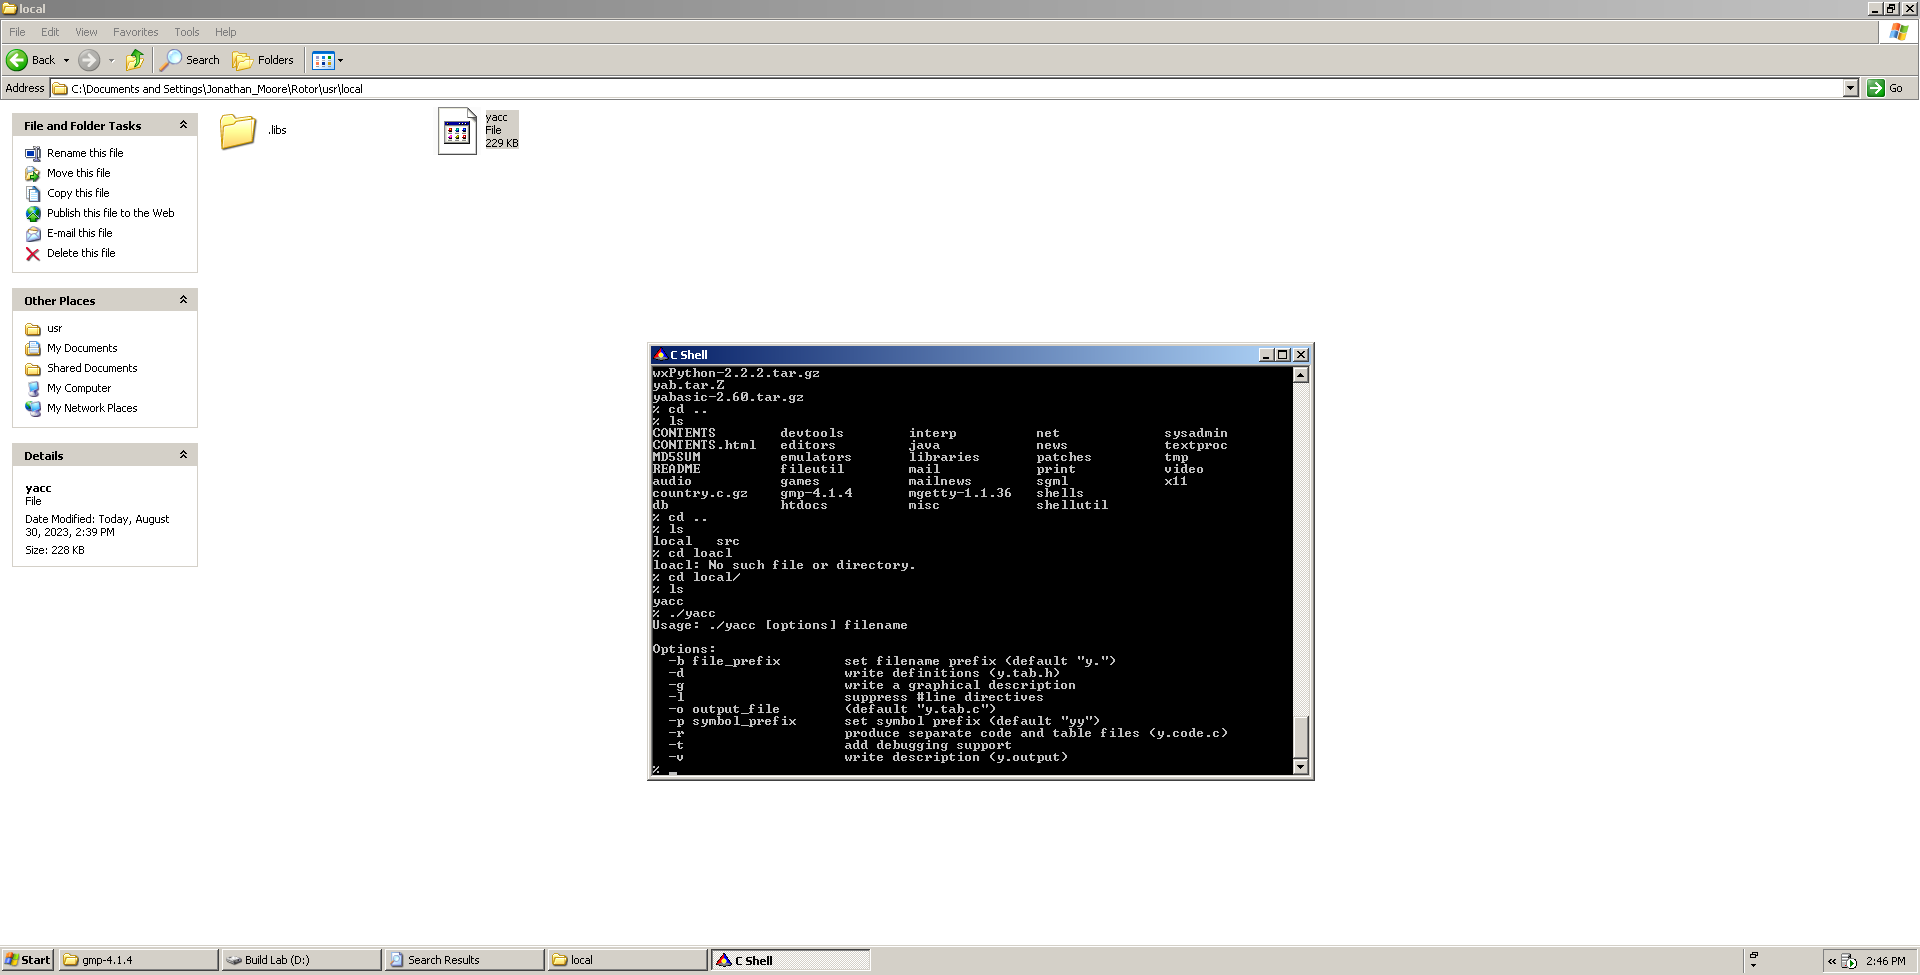 local
File Edit View Favorites Tools Help
Back Search Folders
Address C:\Documents and Settings\Jonathan_Moore\Rotor\usr\local Go
File and Folder Tasks
Rename this file
Move this file
Copy this file
Publish this file to the Web
E-mail this file
Delete this file
Other Places
usr
My Documents
Shared Documents
My Computer
My Network Places
Details
yacc
File
Date Modified: Today, August
30, 2023, 2:39 PM
Size: 228 KB
.libs
yacc
File
229 KB
C Shell
wxPython-2.2.2.tar.gz
yab.tar.Z
yabasic-2.60.tar.gz
% cd ..
% ls
CONTENTS devtools interp net sysadmin
CONTENTS.html editors java news textproc
MD5SUM emulators libraries patches tmp
README fileutil mail print video
audio games mailnews sgml x11
country.c.gz gmp-4.1.4 mgetty-1.1.36 shells
db htdocs misc shellutil
% cd ..
% ls
local src
% cd loacl
loacl: No such file or directory.
% cd local/
% ls
yacc
% ./yacc
Usage: ./yacc [options] filename
Options:
-b file_prefix set filename prefix (default "y.")
-d write definitions (y.tab.h)
-g write a graphical description
-l suppress #line directives
-o output_file (default "y.tab.c")
-p symbol_prefix set symbol prefix (default "yy")
-r produce separate code and table files (y.code.c)
-t add debugging support
-v write description (y.output)
% _
Start gmp-4.1.4 Build Lab (D:) Search Results local C Shell « 2:46 PM